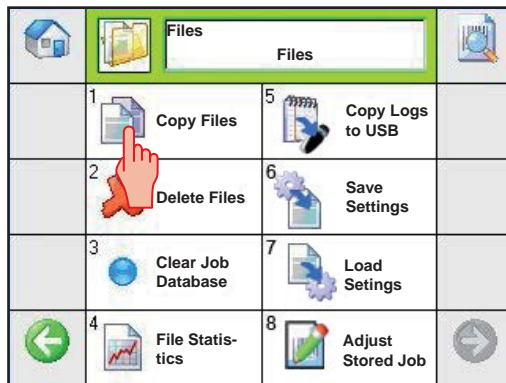 Files
Files
1
Copy Files
5
Copy Logs
to USB
2
Delete Files
6
Save
Settings
3
Clear Job
Database
7
Load
Setings
4
File Statis-
tics
8
Adjust
Stored Job